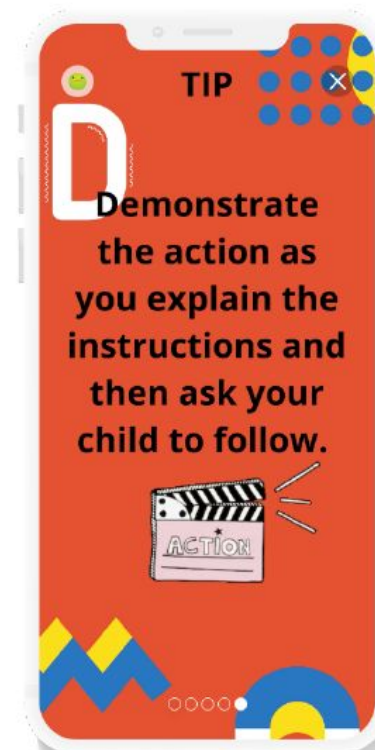 TIP
D
Demonstrate
the action as
you explain the
instructions and
then ask your
child to follow.
ACTION